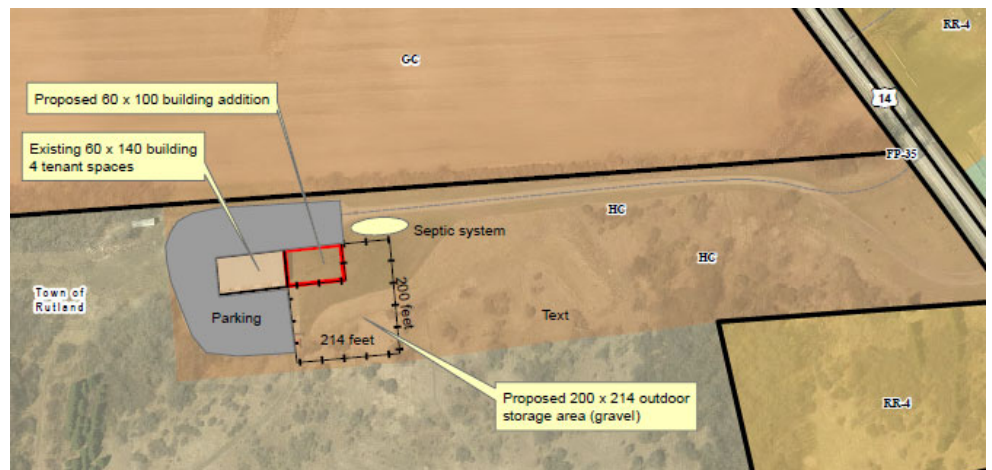 RR-4
GC
Proposed 60 x 100 building addition
14
Existing 60 x 140 building
4 tenant spaces
FP-35
HC
Septic system
HC
Town of
Rutland
200 feet
Parking
Text
214 feet
Proposed 200 x 214 outdoor
storage area (gravel)
RR-4